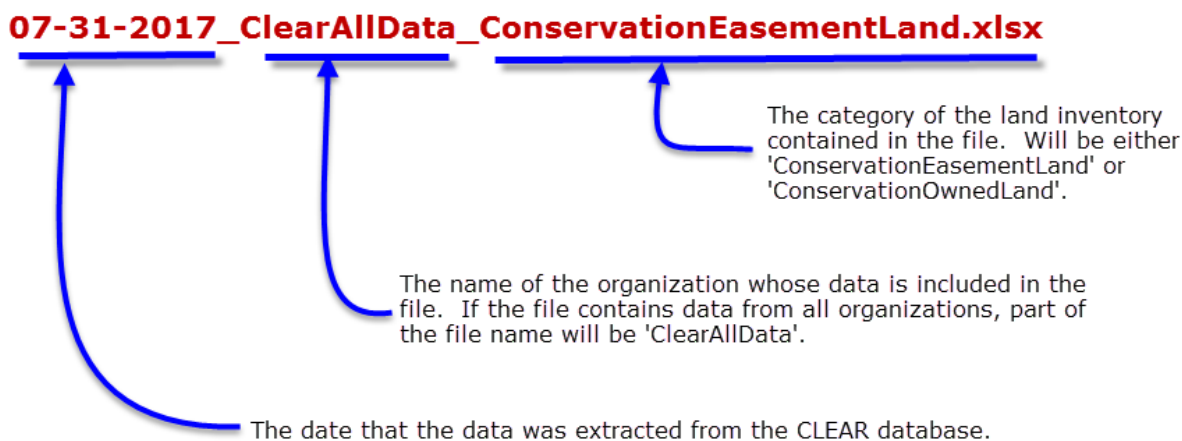 07-31-2017_ClearAllData_ConservationEasementLand.xlsx
The category of the land inventory
contained in the file.  Will be either
'ConservationEasementLand' or
'ConservationOwnedLand'.
The name of the organization whose data is included in the
file.  If the file contains data from all organizations, part of
the file name will be 'ClearAllData'.
The date that the data was extracted from the CLEAR database.